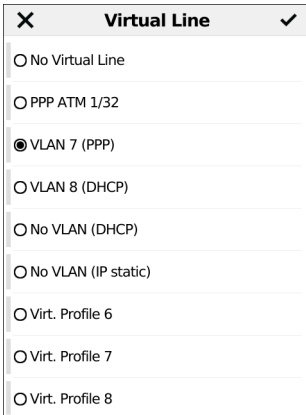 Virtual Line
No Virtual Line
PPP ATM 1/32
VLAN 7 (PPP)
VLAN 8 (DHCP)
No VLAN (DHCP)
No VLAN (IP static)
Virt. Profile 6
Virt. Profile 7
Virt. Profile 8